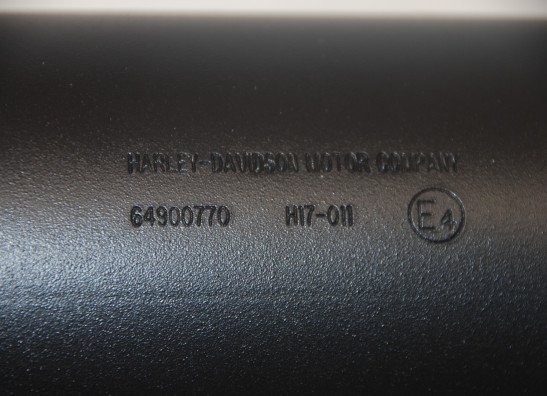 HARLEY-DAVIDSON MOTOR COMPANY
64900770 H17-011 E4